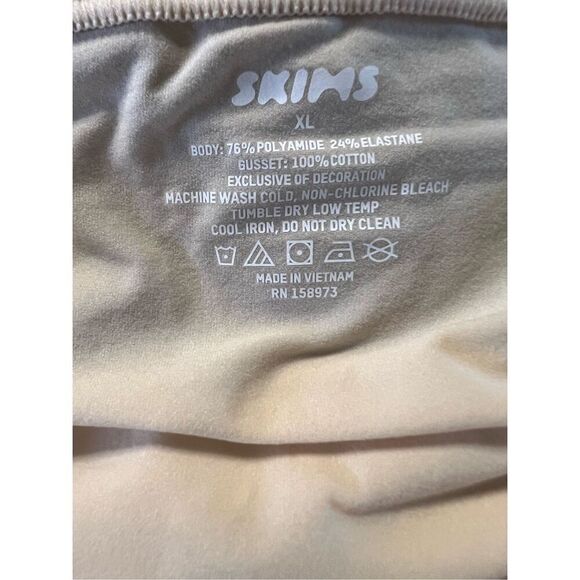 SKIMS
XL
BODY: 76% POLYAMIDE 24% ELASTANE
GUSSET: 100% COTTON
EXCLUSIVE OF DECORATION
MACHINE WASH COLD, NON-CHLORINE BLEACH
TUMBLE DRY LOW TEMP
COOL IRON, DO NOT DRY CLEAN
MADE IN VIETNAM
RN 158973